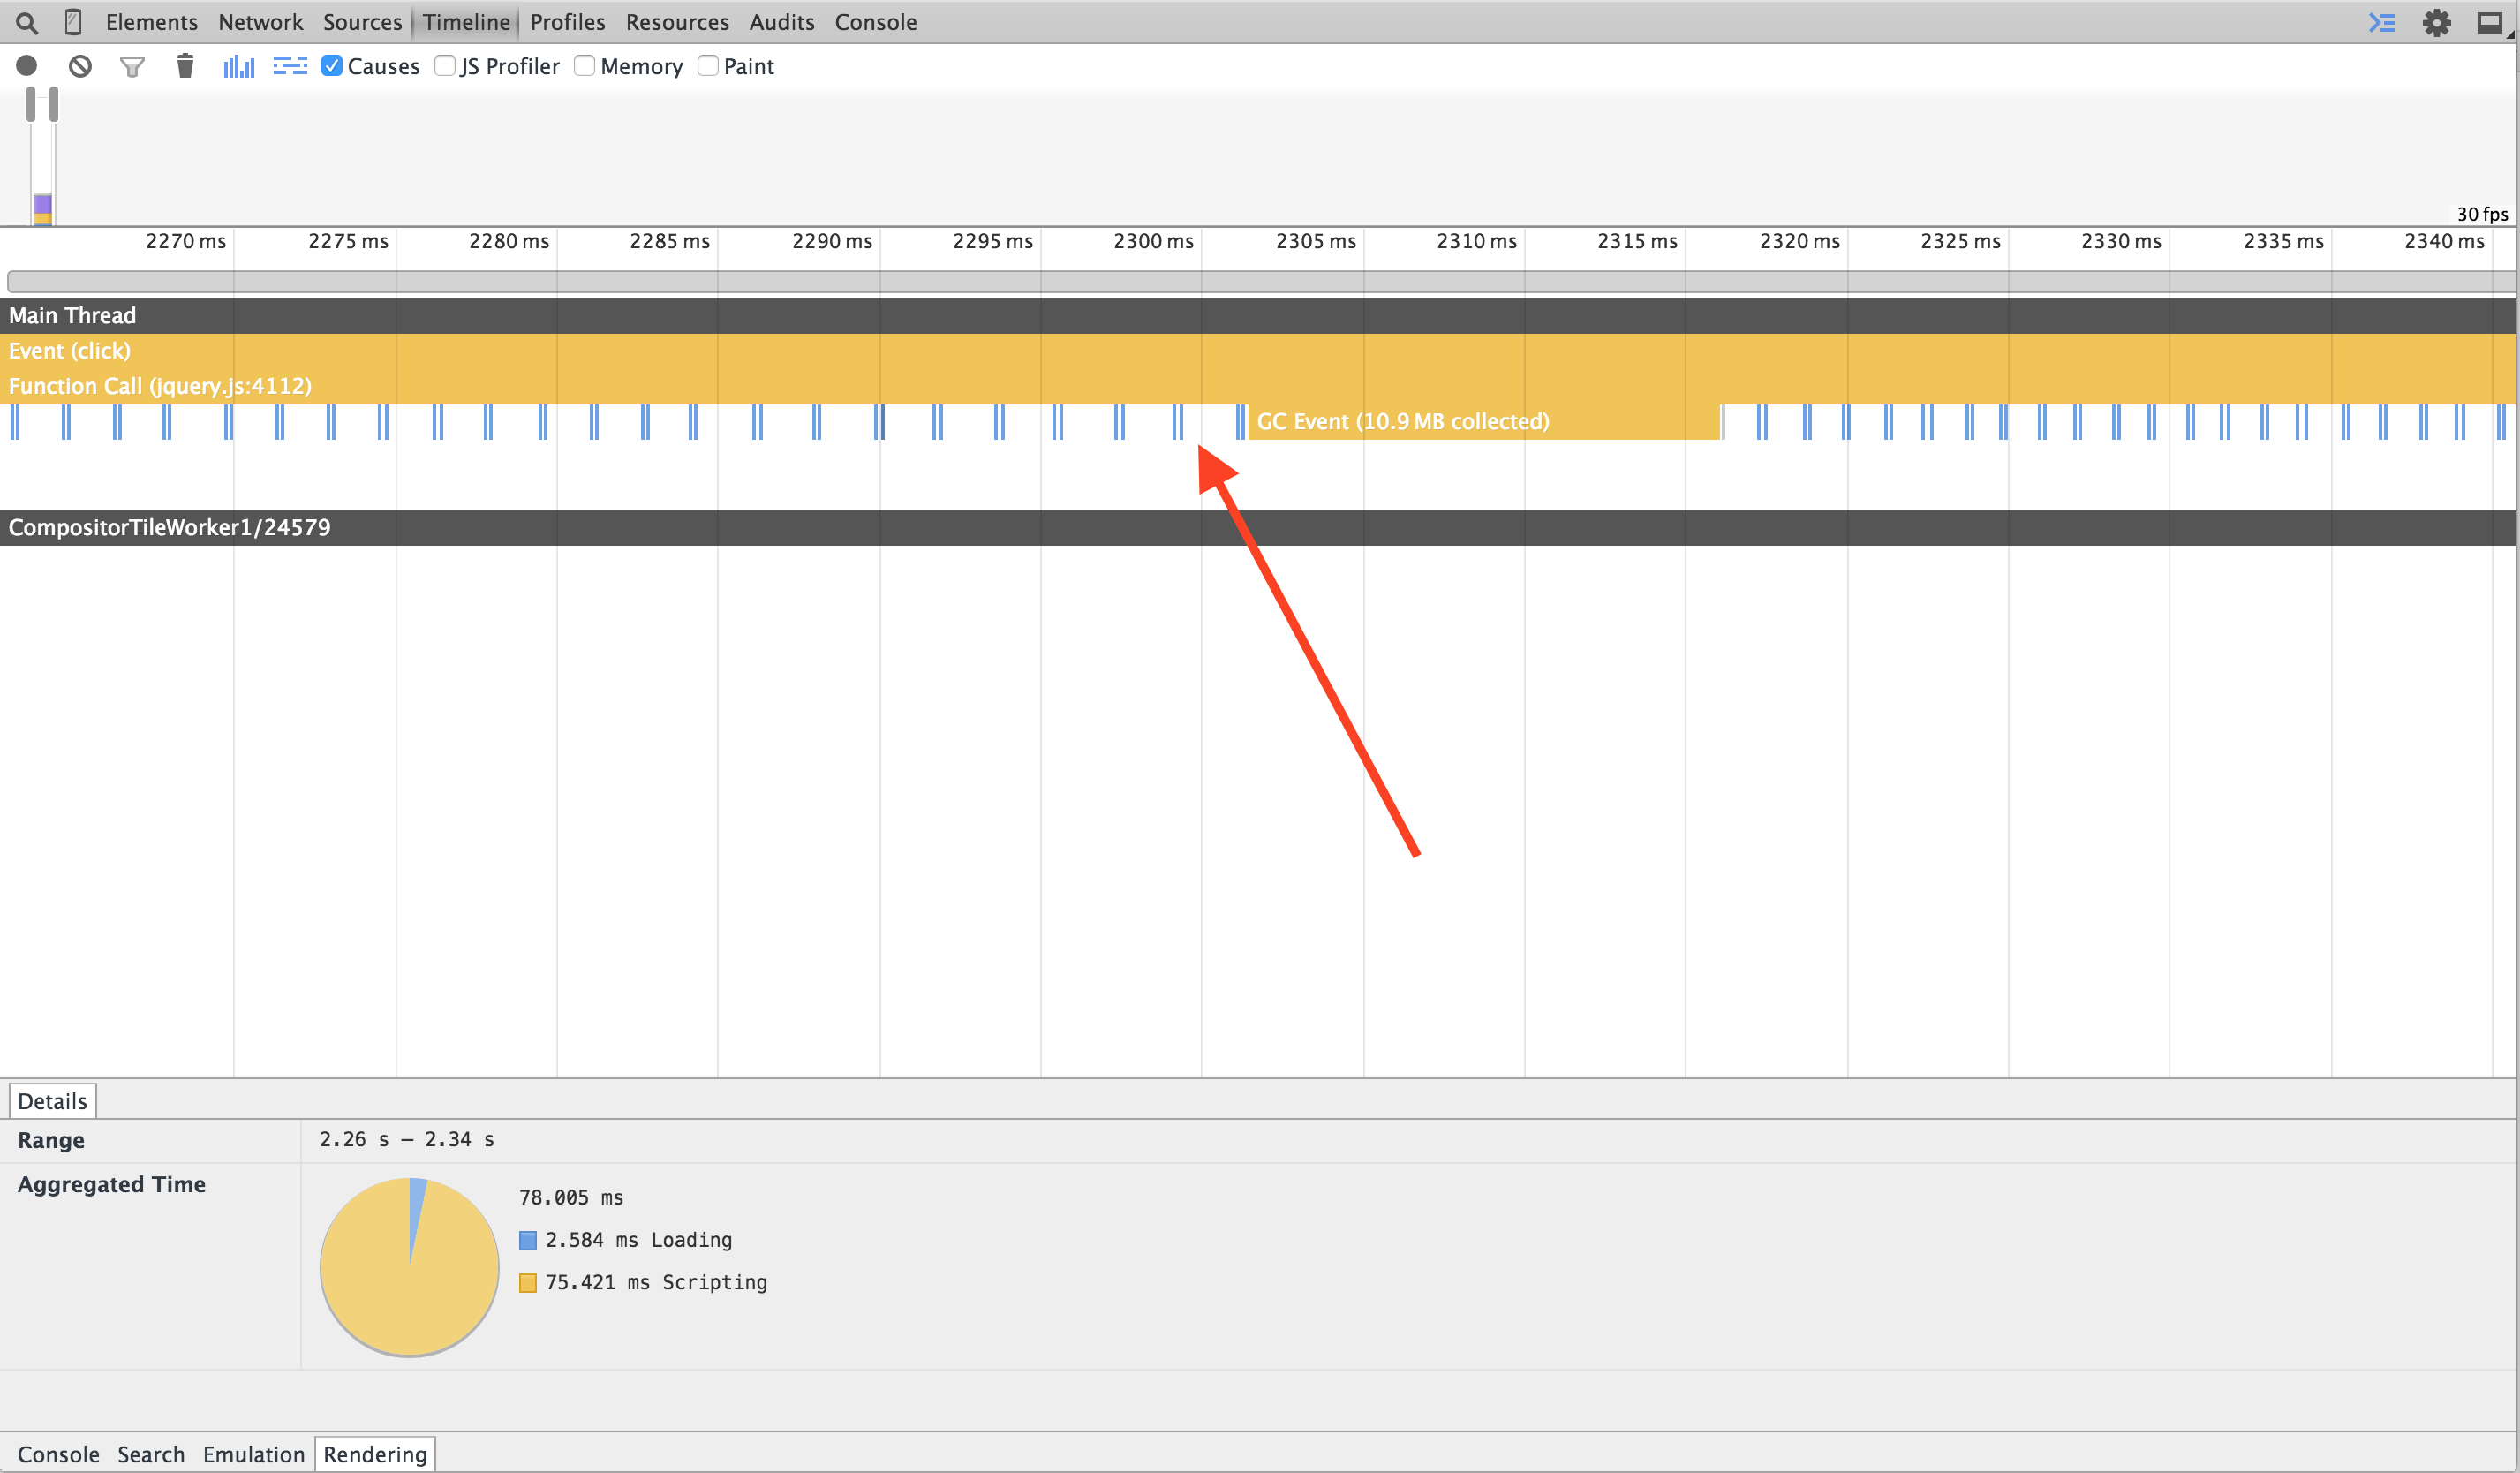 Elements Network Sources Timeline Profiles Resources Audits Console
Causes JS Profiler Memory Paint
30 fps
2270 ms 2275 ms 2280 ms 2285 ms 2290 ms 2295 ms 2300 ms 2305 ms 2310 ms 2315 ms 2320 ms 2325 ms 2330 ms 2335 ms 2340 ms
Main Thread
Event (click)
Function Call (jquery.js:4112)
GC Event (10.9 MB collected)
CompositorTileWorker1/24579
Details
Range 2.26 s – 2.34 s
Aggregated Time
78.005 ms
2.584 ms Loading
75.421 ms Scripting
Console Search Emulation Rendering